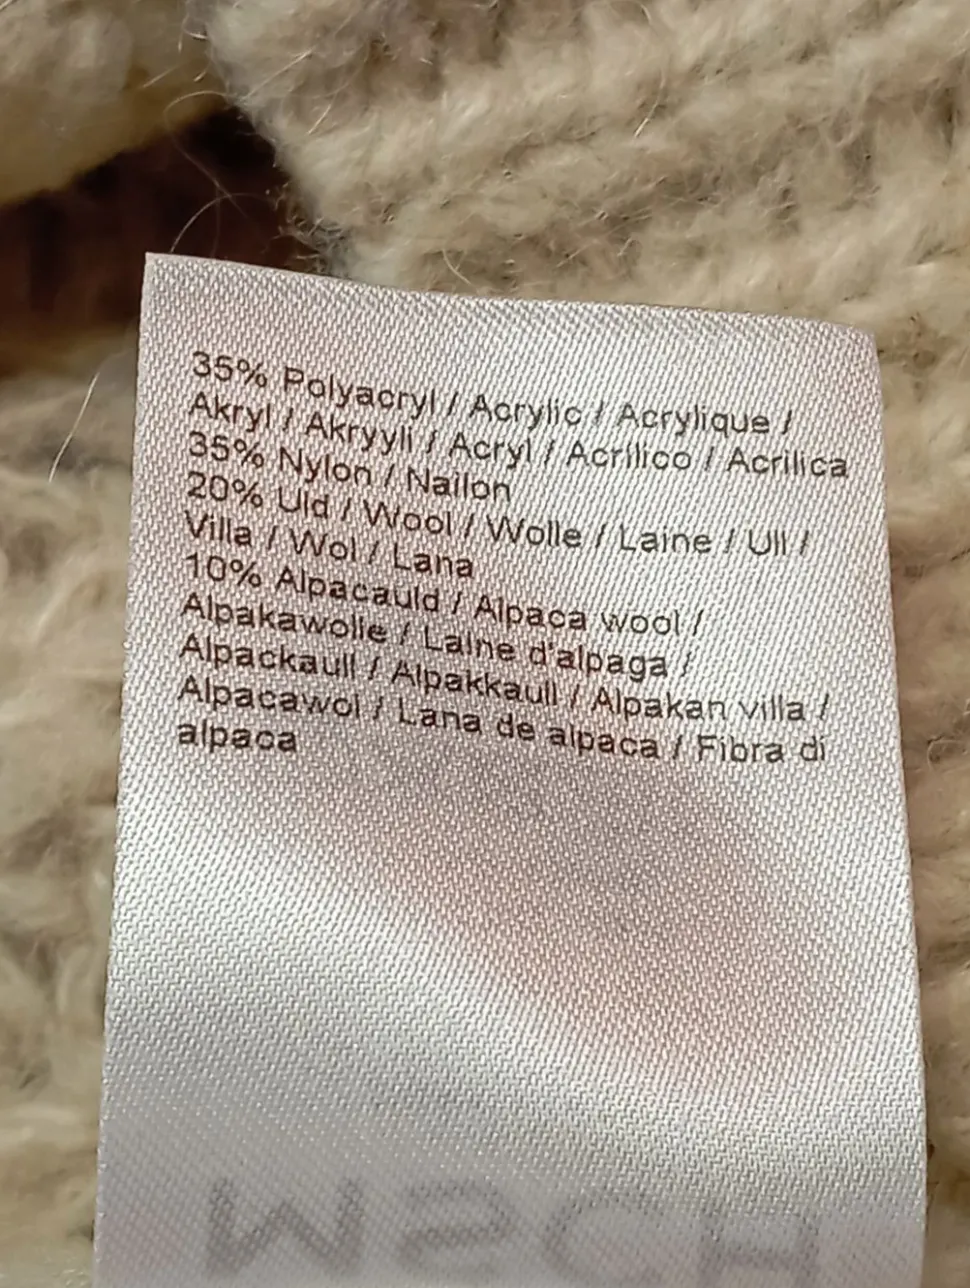 35% Polyacryl / Acrylic / Acrylique /
Akryl / Akryyli / Acryl / Acrílico / Acrilica
35% Nylon / Nailon
20% Uld / Wool / Wolle / Laine / Ull /
Villa / Wol / Lana
10% Alpacauld / Alpaca wool /
Alpakawolle / Laine d'alpaga /
Alpackaull / Alpakkaull / Alpakan villa /
Alpacawol / Lana de alpaca / Fibra di
alpaca